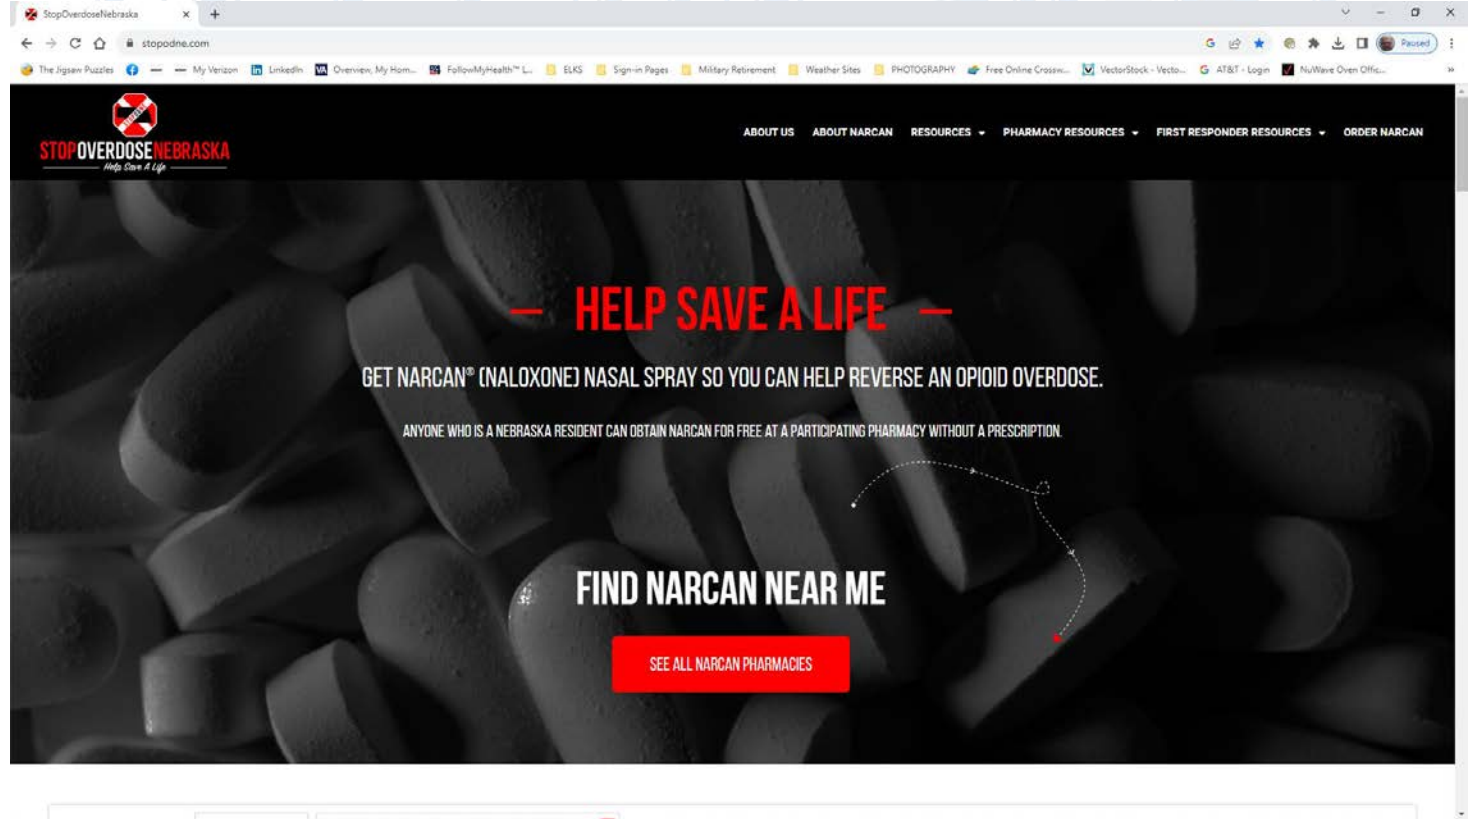 StopOverdoseNebraska
stopodne.com
Paused
The Jigsaw Puzzles
My Verizon
LinkedIn
Overview, My Hom...
FollowMyHealth™ L...
ELKS
Sign-in Pages
Military Retirement
Weather Sites
PHOTOGRAPHY
Free Online Crossw...
VectorStock - Vecto...
AT&T - Login
NuWave Oven Offic...
STOPOVERDOSENEBRASKA
Help Save A Life
ABOUT US
ABOUT NARCAN
RESOURCES
PHARMACY RESOURCES
FIRST RESPONDER RESOURCES
ORDER NARCAN
— HELP SAVE A LIFE —
GET NARCAN® (NALOXONE) NASAL SPRAY SO YOU CAN HELP REVERSE AN OPIOID OVERDOSE.
ANYONE WHO IS A NEBRASKA RESIDENT CAN OBTAIN NARCAN FOR FREE AT A PARTICIPATING PHARMACY WITHOUT A PRESCRIPTION.
FIND NARCAN NEAR ME
SEE ALL NARCAN PHARMACIES